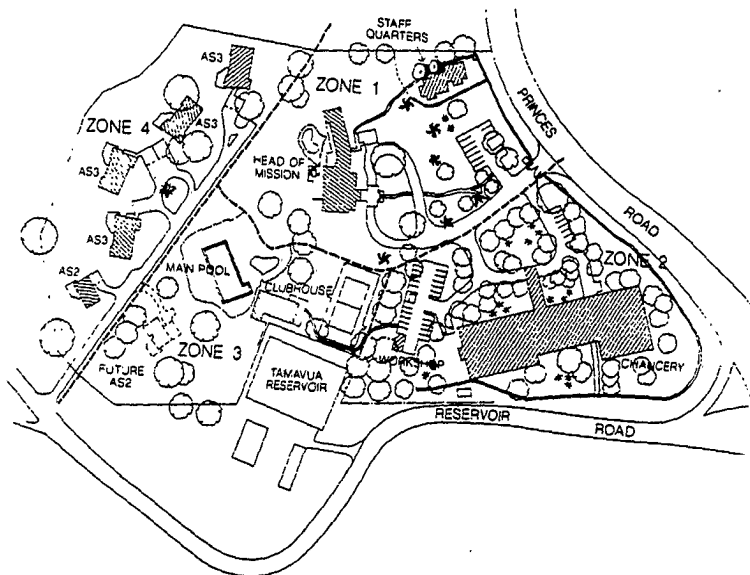 STAFF
QUARTERS
AS3
ZONE 1
PRINCES
ROAD
ZONE 4
AS3
HEAD OF
MISSION
AS3
AS3
ZONE 2
MAIN POOL
AS2
CLUBHOUSE
ZONE 3
WORKSHOP
CHANCERY
FUTURE
AS2
TAMAVUA
RESERVOIR
RESERVOIR
ROAD